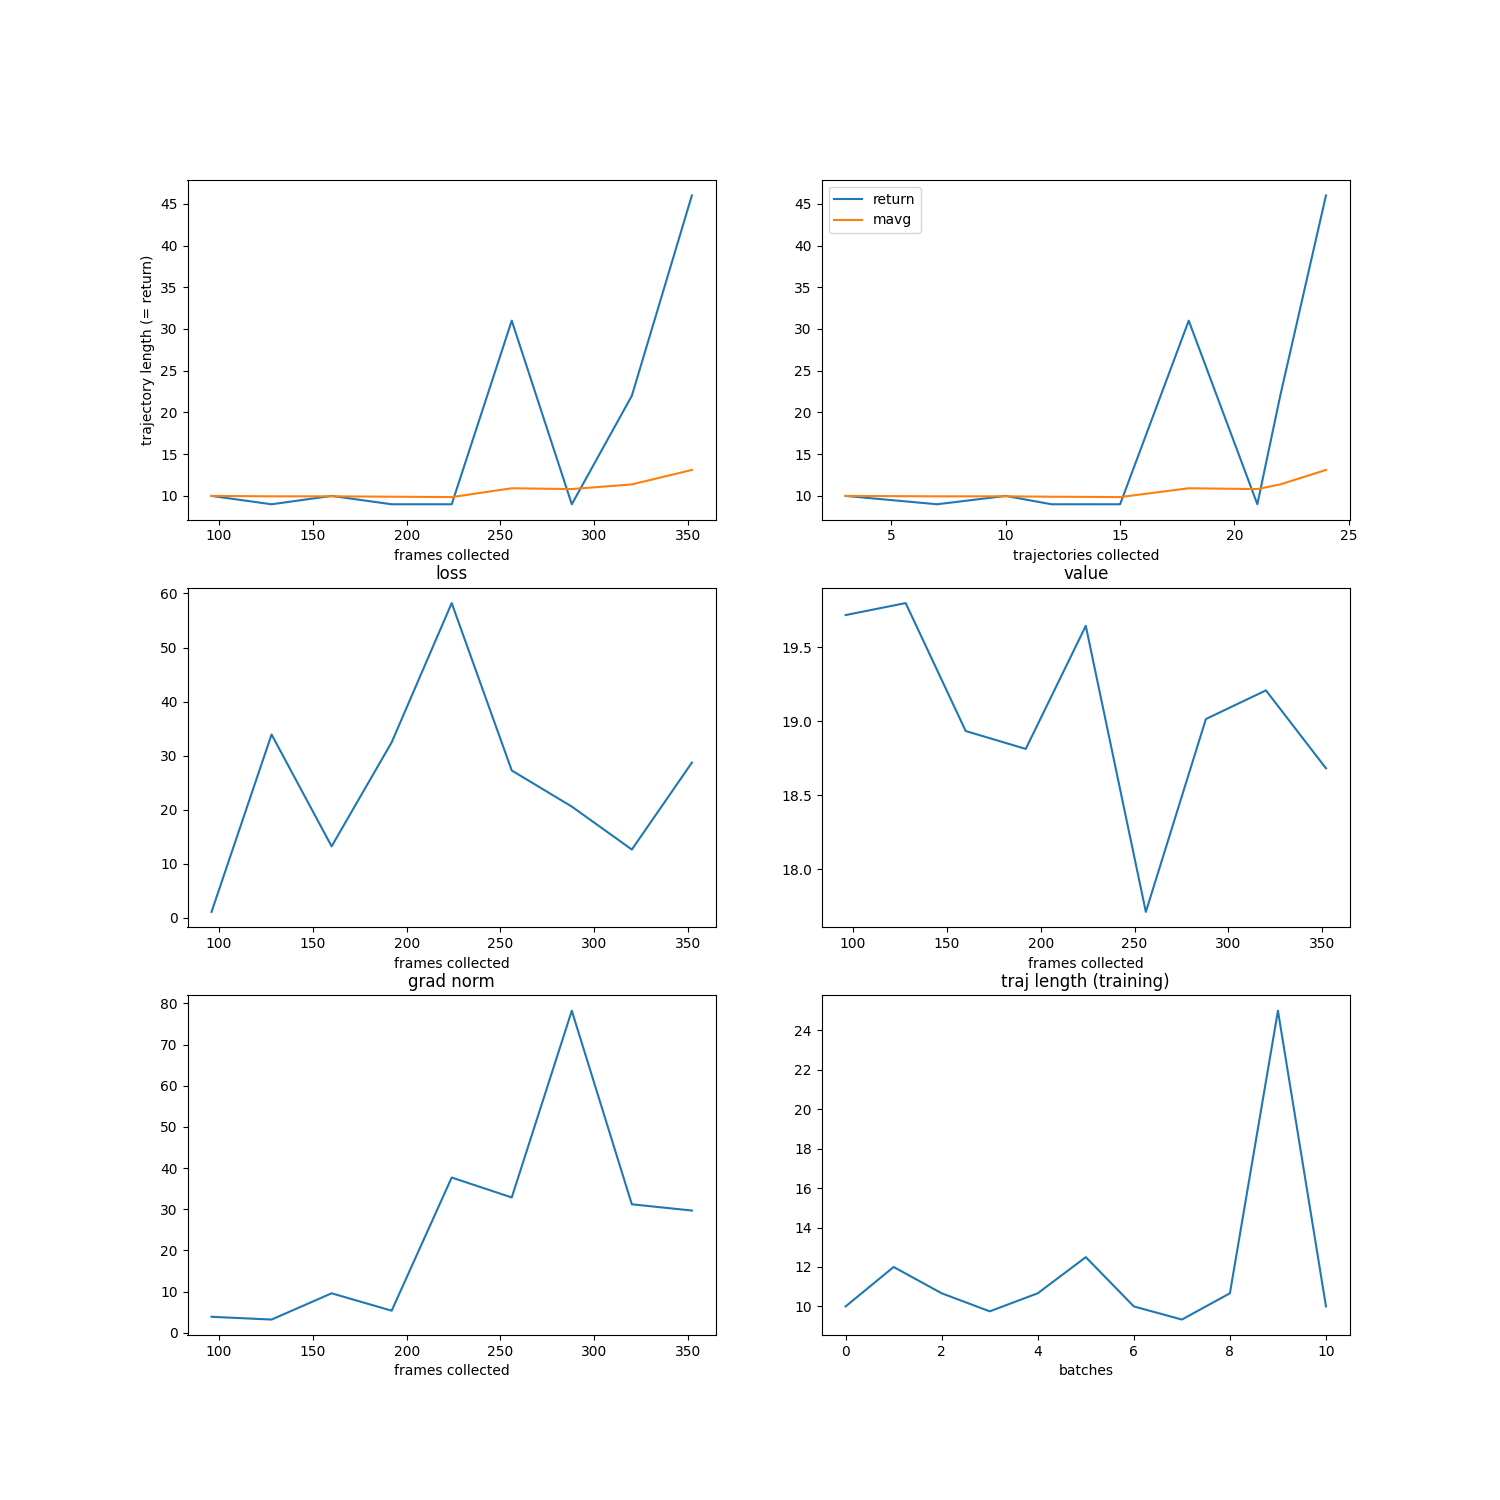 45
40
35
30
25
20
15
10
trajectory length (= return)
100 150 200 250 300 350
frames collected
return
mavg
45
40
35
30
25
20
15
10
5 10 15 20 25
trajectories collected
loss
60
50
40
30
20
10
0
100 150 200 250 300 350
frames collected
value
19.5
19.0
18.5
18.0
100 150 200 250 300 350
frames collected
grad norm
80
70
60
50
40
30
20
10
0
100 150 200 250 300 350
frames collected
traj length (training)
24
22
20
18
16
14
12
10
0 2 4 6 8 10
batches